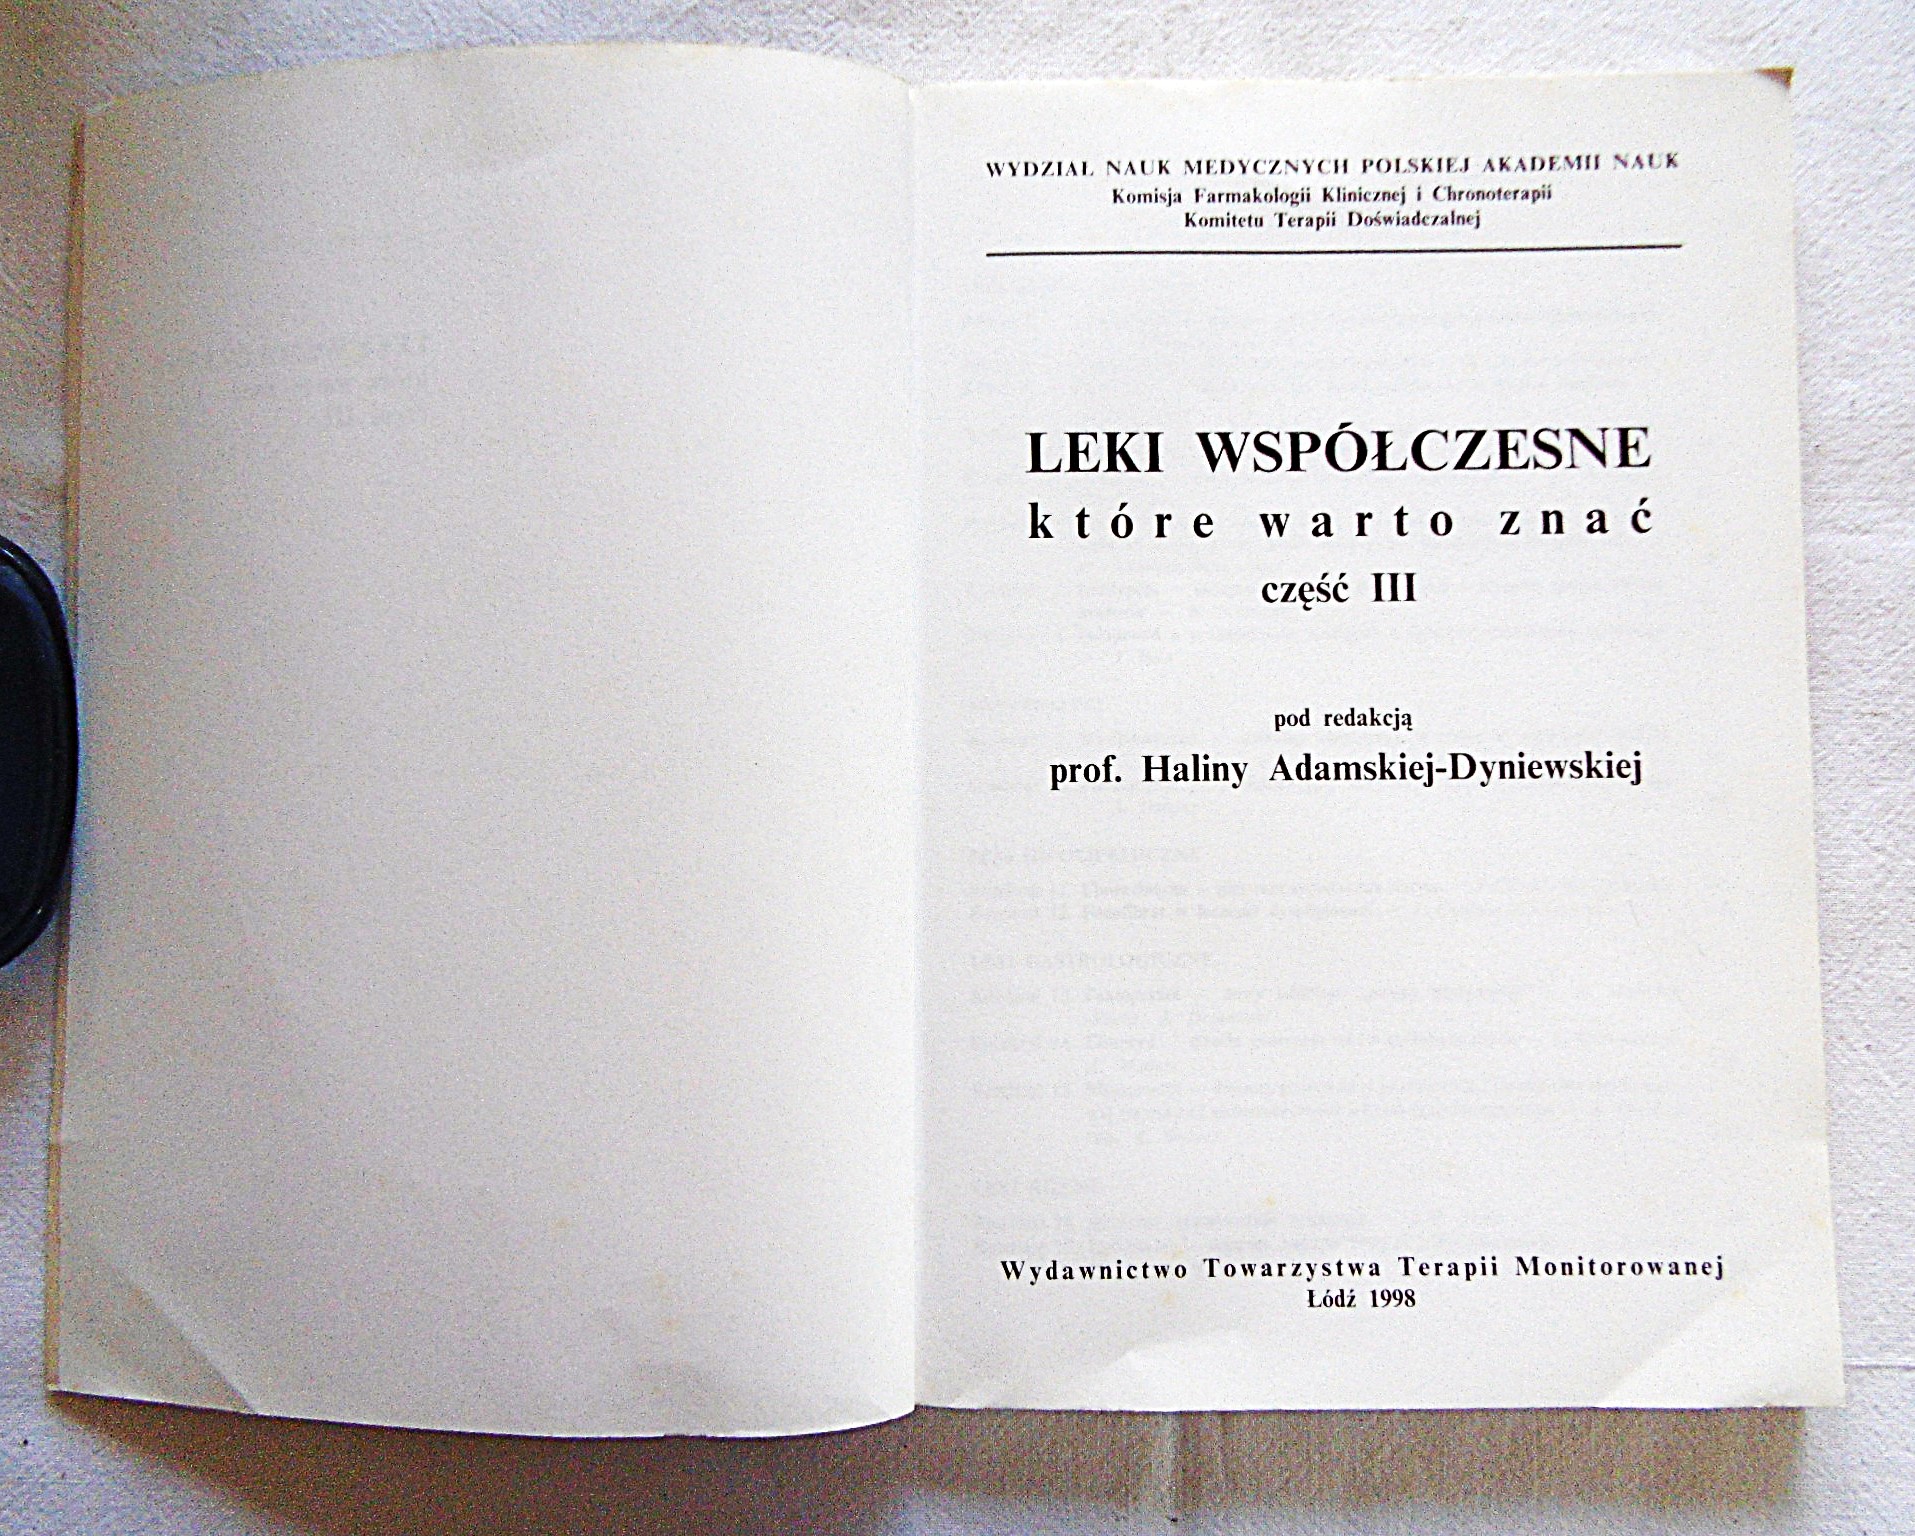 WYDZIAŁ NAUK MEDYCZNYCH POLSKIEJ AKADEMII NAUK
Komisja Farmakologii Klinicznej i Chronoterapii
Komitetu Terapii Doświadczalnej
LEKI WSPÓŁCZESNE
które warto znać
część III
pod redakcją
prof. Haliny Adamskiej-Dyniewskiej
Wydawnictwo Towarzystwa Terapii Monitorowanej
Łódź 1998